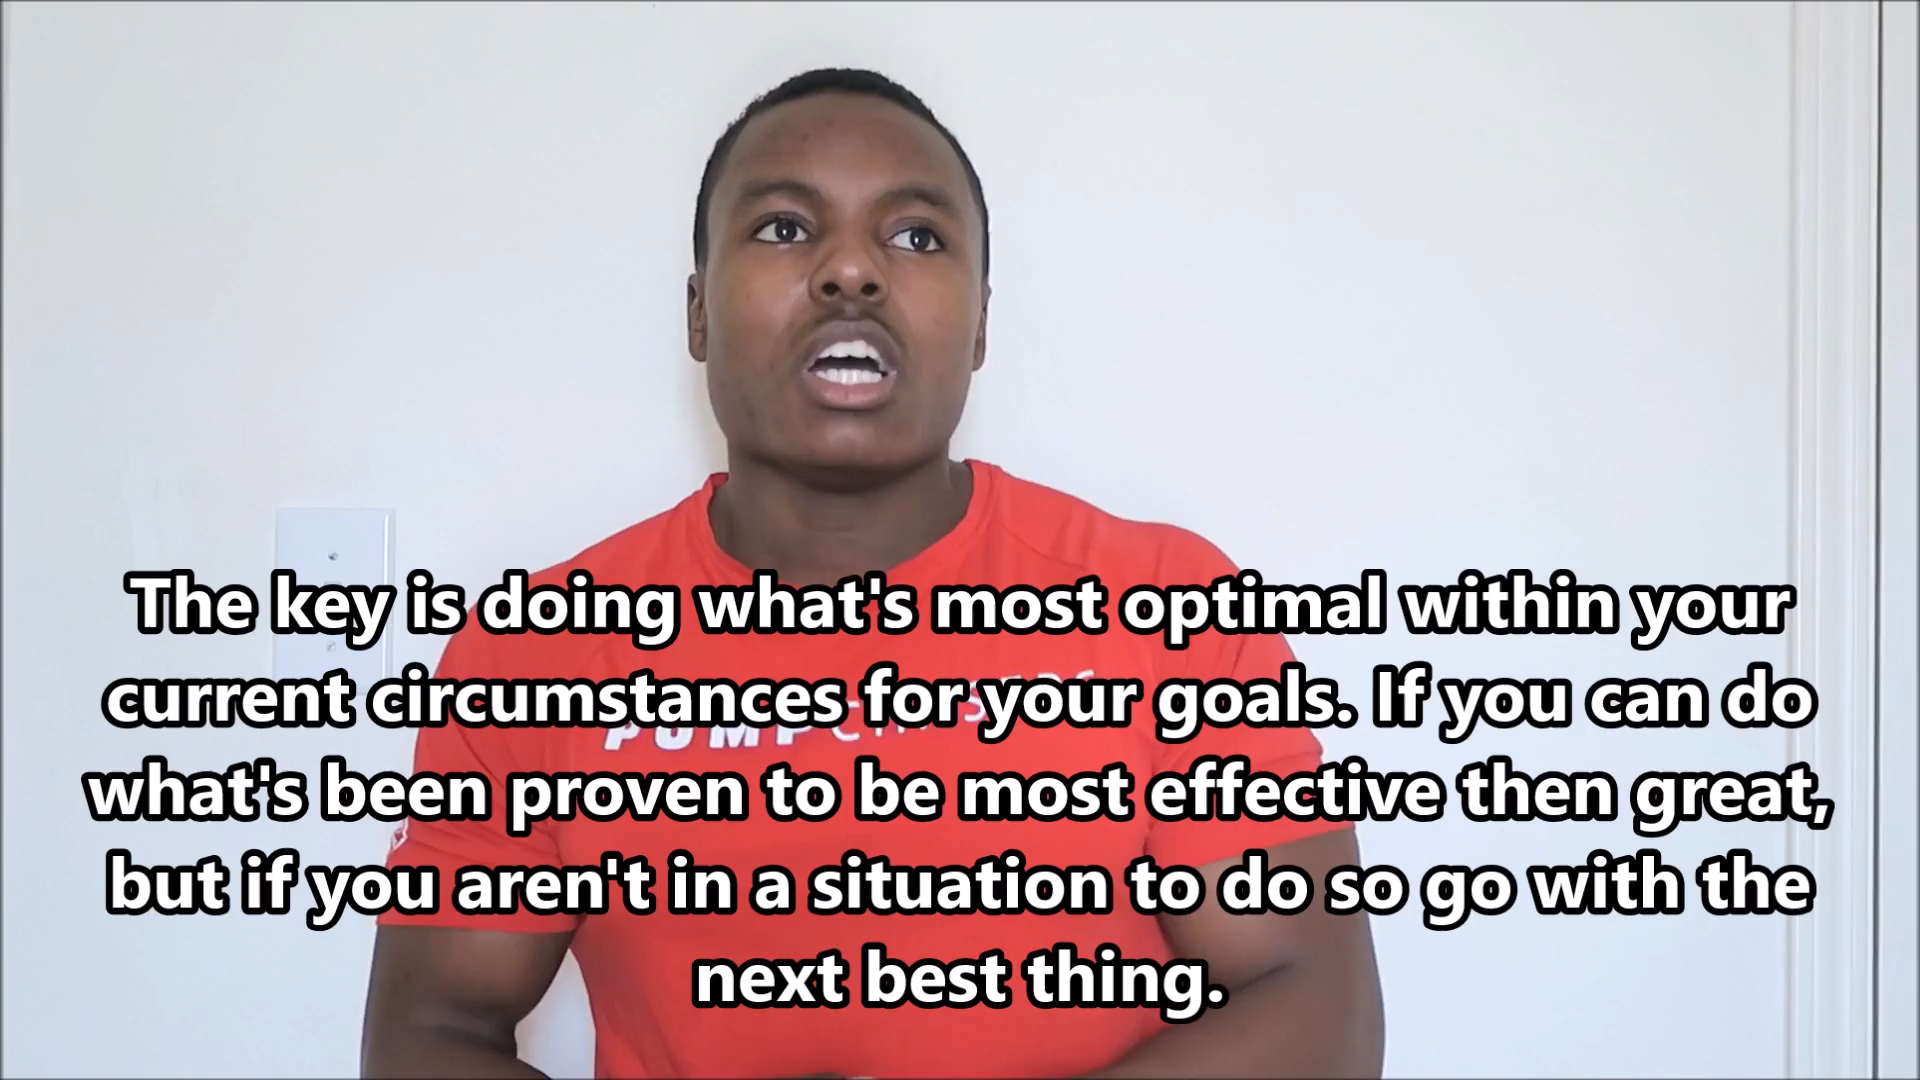 The key is doing what's most optimal within your
current circumstances for your goals. If you can do
what's been proven to be most effective then great,
but if you aren't in a situation to do so go with the
next best thing.